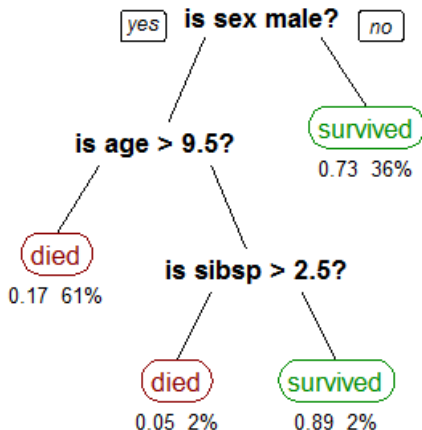 yes is sex male? no
survived
0.73 36%
is age > 9.5?
died
0.17 61%
is sibsp > 2.5?
died survived
0.05 2% 0.89 2%